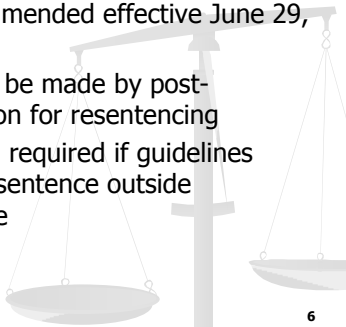 mended effective June 29,
be made by post-
on for resentencing
required if guidelines
sentence outside
e
6